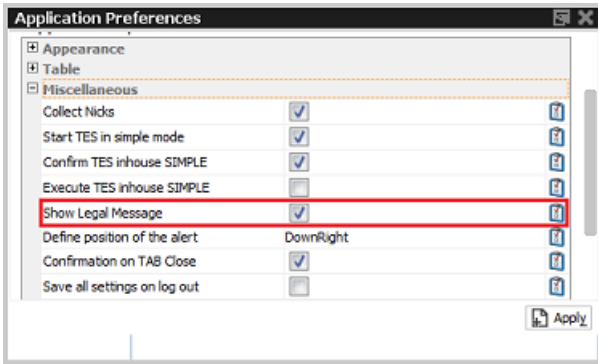 Application Preferences
Appearance
Table
Miscellaneous
Collect Nicks
Start TES in simple mode
Confirm TES inhouse SIMPLE
Execute TES inhouse SIMPLE
Show Legal Message
Define position of the alert DownRight
Confirmation on TAB Close
Save all settings on log out
Apply